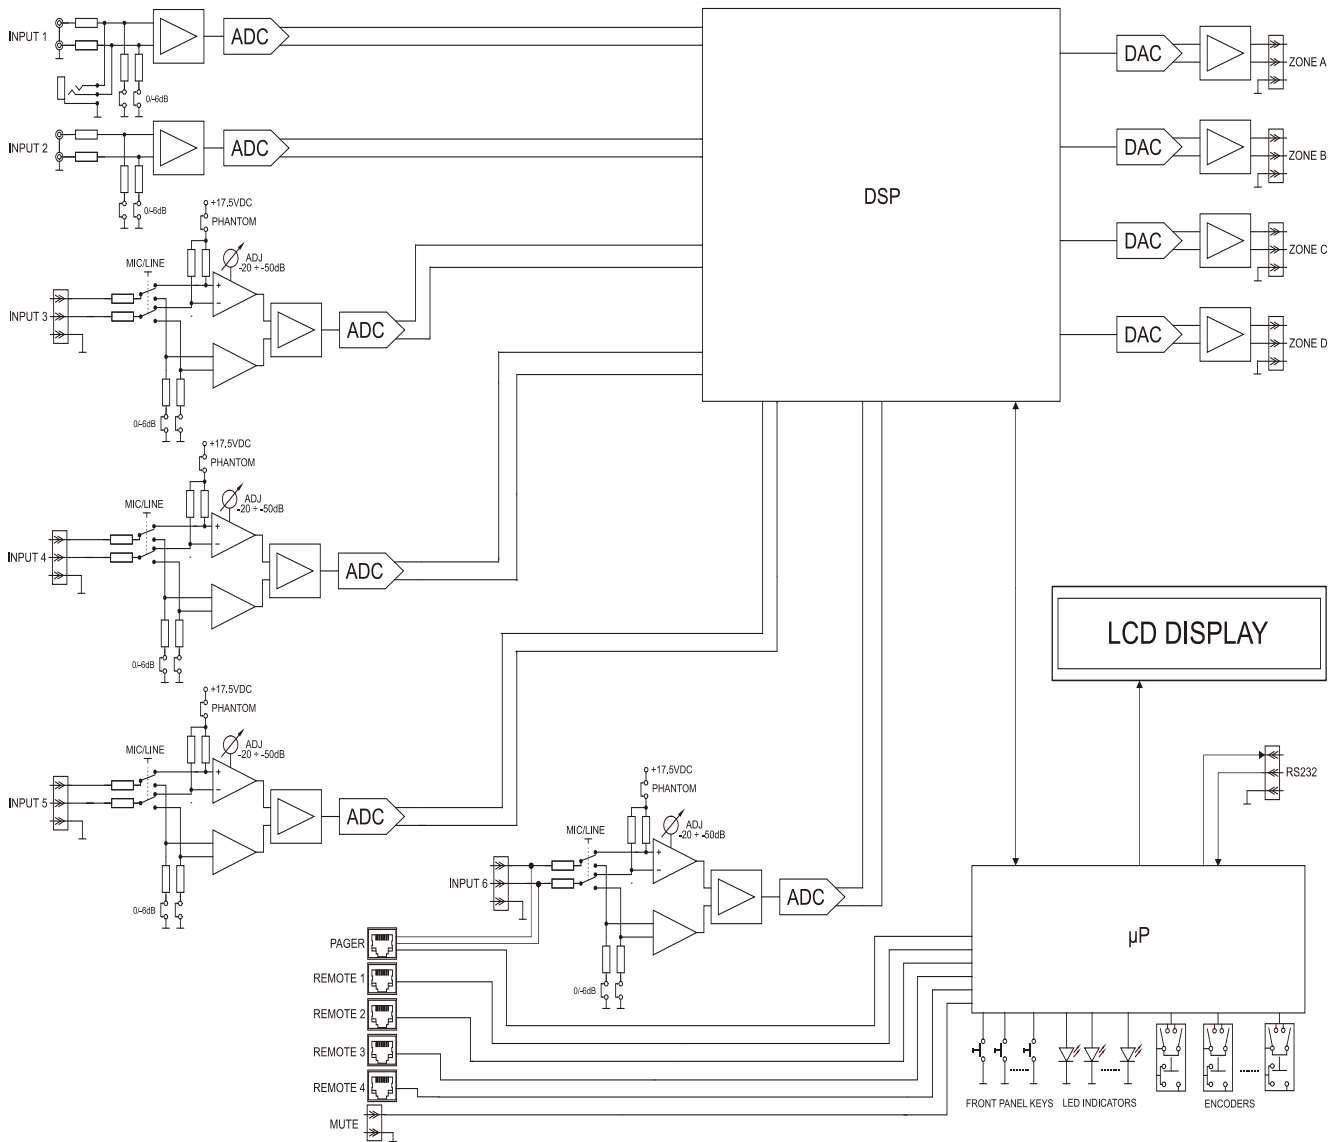 INPUT 1
ADC
0/-6dB
INPUT 2
ADC
0/-6dB
DSP
DAC
ZONE A
DAC
ZONE B
DAC
ZONE C
DAC
ZONE D
+17.5VDC
PHANTOM
MIC/LINE
ADJ
-20 ÷ -50dB
+
−
INPUT 3
ADC
0/-6dB
+17.5VDC
PHANTOM
MIC/LINE
ADJ
-20 ÷ -50dB
+
−
INPUT 4
ADC
0/-6dB
+17.5VDC
PHANTOM
MIC/LINE
ADJ
-20 ÷ -50dB
+
−
INPUT 5
ADC
0/-6dB
+17.5VDC
PHANTOM
MIC/LINE
ADJ
-20 ÷ -50dB
+
−
INPUT 6
ADC
0/-6dB
LCD DISPLAY
RS232
µP
PAGER
REMOTE 1
REMOTE 2
REMOTE 3
REMOTE 4
MUTE
FRONT PANEL KEYS
LED INDICATORS
ENCODERS